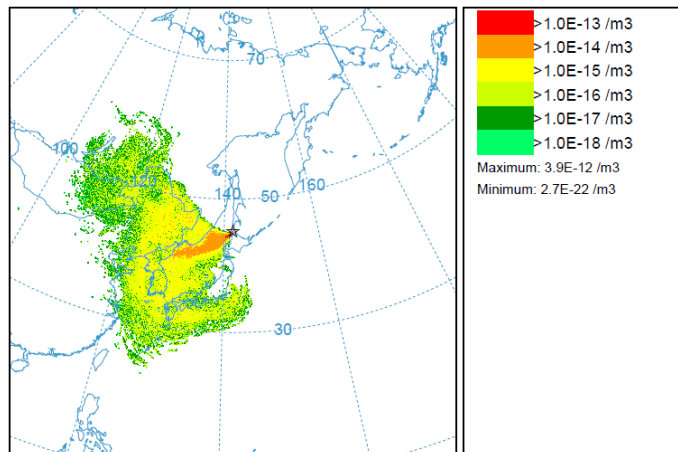 70
100
120
140
50
160
30
>1.0E-13 /m3
>1.0E-14 /m3
>1.0E-15 /m3
>1.0E-16 /m3
>1.0E-17 /m3
>1.0E-18 /m3
Maximum: 3.9E-12 /m3
Minimum: 2.7E-22 /m3